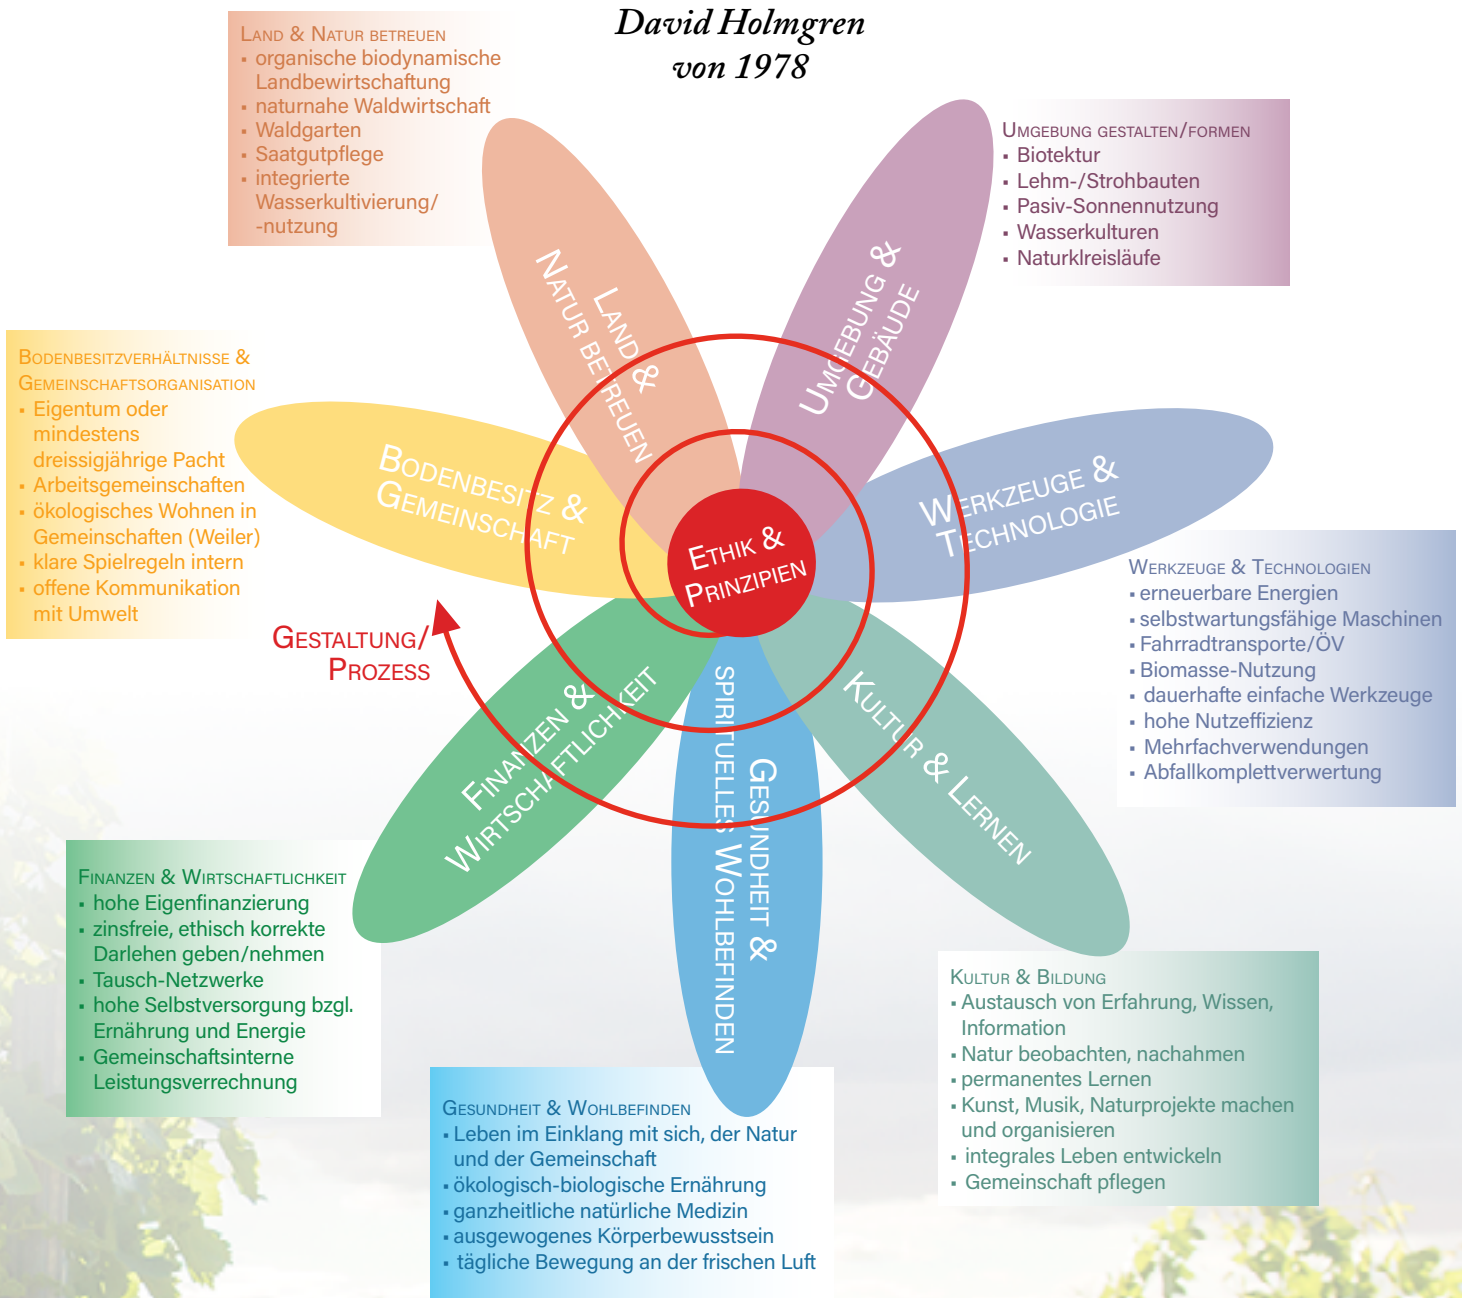 David Holmgren
von 1978
Land & Natur betreuen
▪ organische biodynamische
Landbewirtschaftung
▪ naturnahe Waldwirtschaft
▪ Waldgarten
▪ Saatgutpflege
▪ integrierte
Wasserkultivierung/
-nutzung
Umgebung gestalten/formen
▪ Biotektur
▪ Lehm-/Strohbauten
▪ Pasiv-Sonnennutzung
▪ Wasserkulturen
▪ Naturklreisläufe
Land &
Natur betreuen
Umgebung &
Gebäude
Bodenbesitzverhältnisse &
Gemeinschaftsorganisation
▪ Eigentum oder
mindestens
dreissigjährige Pacht
▪ Arbeitsgemeinschaften
▪ ökologisches Wohnen in
Gemeinschaften (Weiler)
▪ klare Spielregeln intern
▪ offene Kommunikation
mit Umwelt
Bodenbesitz &
Gemeinschaft
Werkzeuge &
Technologie
Ethik &
Prinzipien
Werkzeuge & Technologien
▪ erneuerbare Energien
▪ selbstwartungsfähige Maschinen
▪ Fahrradtransporte/ÖV
▪ Biomasse-Nutzung
▪ dauerhafte einfache Werkzeuge
▪ hohe Nutzeffizienz
▪ Mehrfachverwendungen
▪ Abfallkomplettverwertung
Gestaltung/
Prozess
Finanzen &
Wirtschaftlichkeit
Gesundheit &
spirituelles Wohlbefinden
Kultur & Lernen
Finanzen & Wirtschaftlichkeit
▪ hohe Eigenfinanzierung
▪ zinsfreie, ethisch korrekte
Darlehen geben/nehmen
▪ Tausch-Netzwerke
▪ hohe Selbstversorgung bzgl.
Ernährung und Energie
▪ Gemeinschaftsinterne
Leistungsverrechnung
Kultur & Bildung
▪ Austausch von Erfahrung, Wissen,
Information
▪ Natur beobachten, nachahmen
▪ permanentes Lernen
▪ Kunst, Musik, Naturprojekte machen
und organisieren
▪ integrales Leben entwickeln
▪ Gemeinschaft pflegen
Gesundheit & Wohlbefinden
▪ Leben im Einklang mit sich, der Natur
und der Gemeinschaft
▪ ökologisch-biologische Ernährung
▪ ganzheitliche natürliche Medizin
▪ ausgewogenes Körperbewusstsein
▪ tägliche Bewegung an der frischen Luft